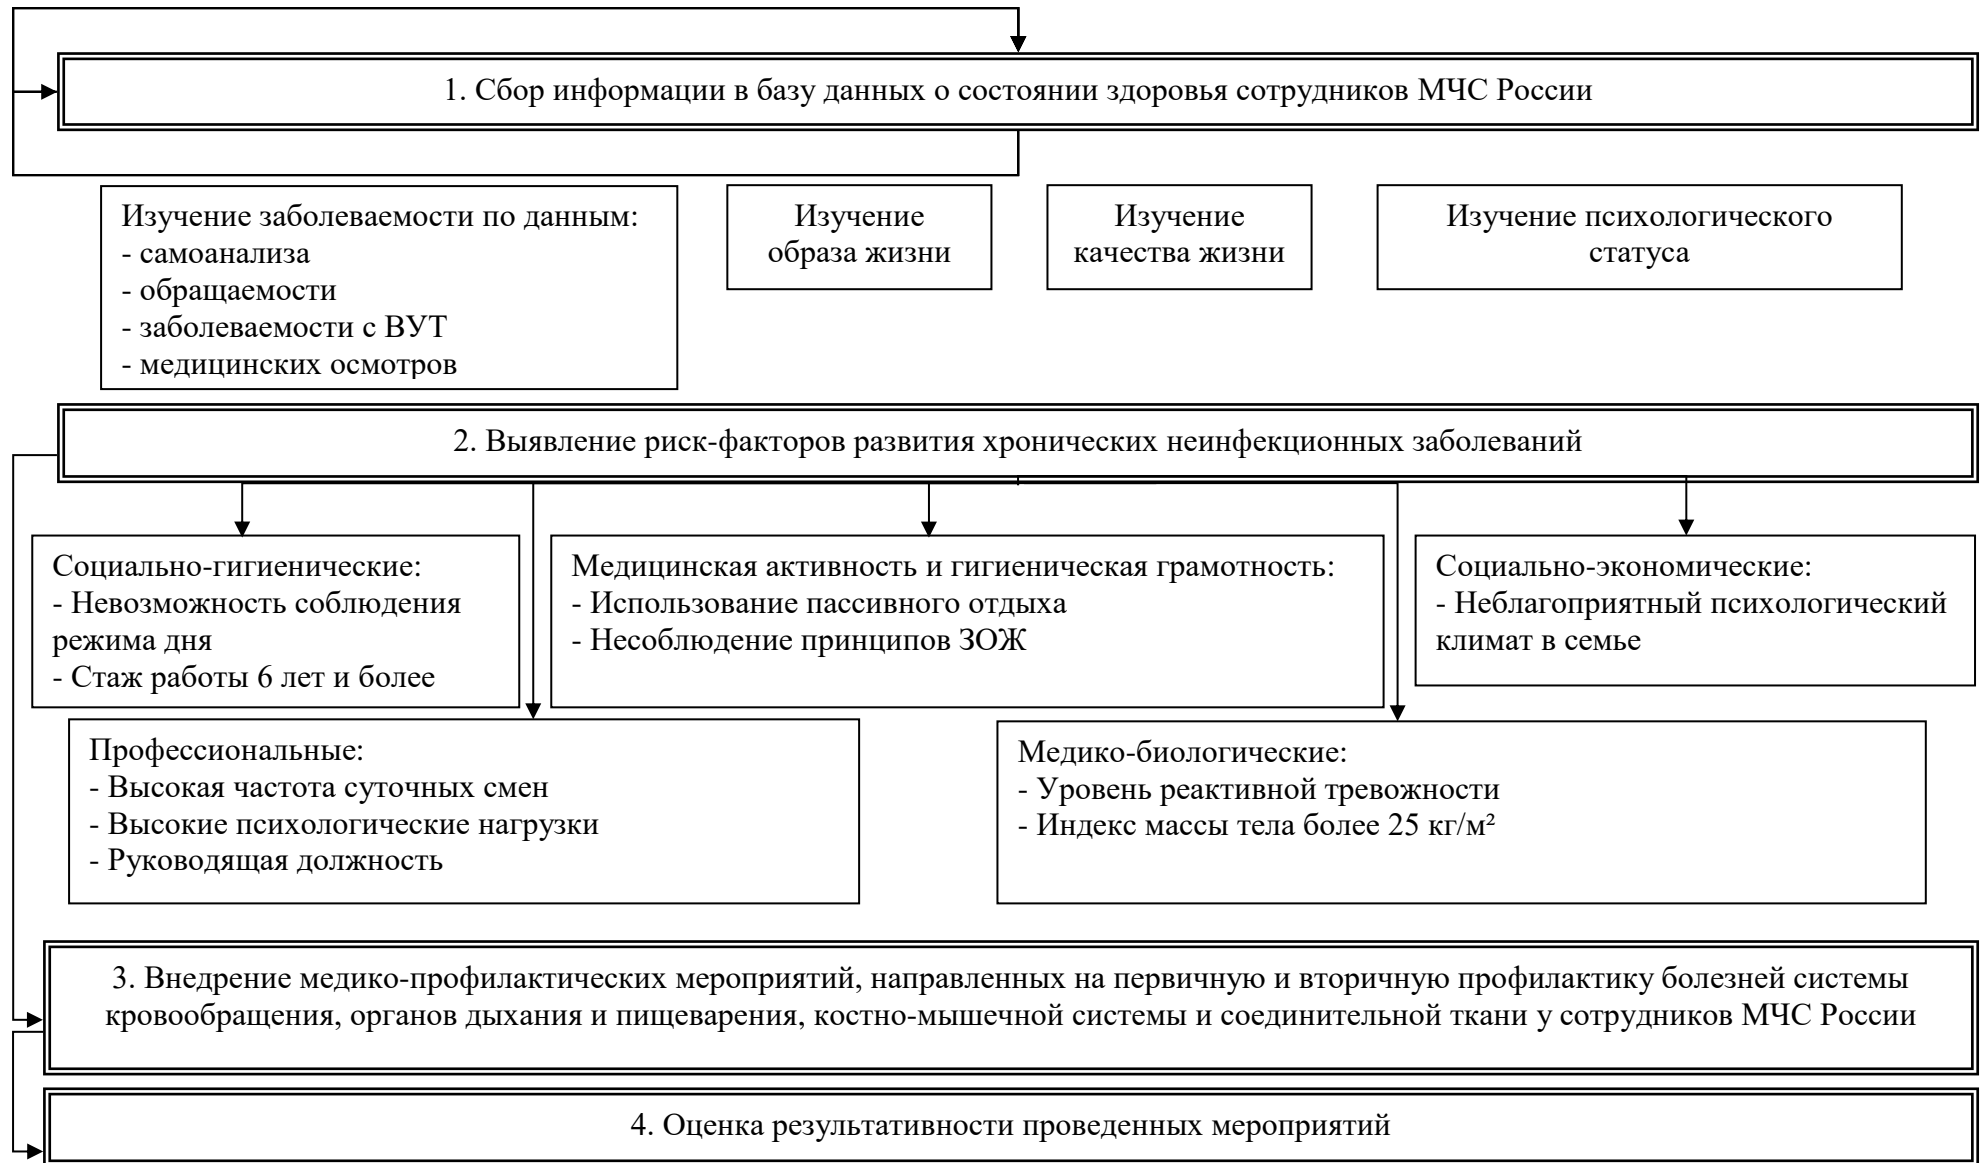 1. Сбор информации в базу данных о состоянии здоровья сотрудников МЧС России
Изучение заболеваемости по данным:
- самоанализа
- обращаемости
- заболеваемости с ВУТ
- медицинских осмотров
Изучение
образа жизни
Изучение
качества жизни
Изучение психологического
статуса
2. Выявление риск-факторов развития хронических неинфекционных заболеваний
Социально-гигиенические:
- Невозможность соблюдения
режима дня
- Стаж работы 6 лет и более
Медицинская активность и гигиеническая грамотность:
- Использование пассивного отдыха
- Несоблюдение принципов ЗОЖ
Социально-экономические:
- Неблагоприятный психологический
климат в семье
Профессиональные:
- Высокая частота суточных смен
- Высокие психологические нагрузки
- Руководящая должность
Медико-биологические:
- Уровень реактивной тревожности
- Индекс массы тела более 25 кг/м²
3. Внедрение медико-профилактических мероприятий, направленных на первичную и вторичную профилактику болезней системы
кровообращения, органов дыхания и пищеварения, костно-мышечной системы и соединительной ткани у сотрудников МЧС России
4. Оценка результативности проведенных мероприятий